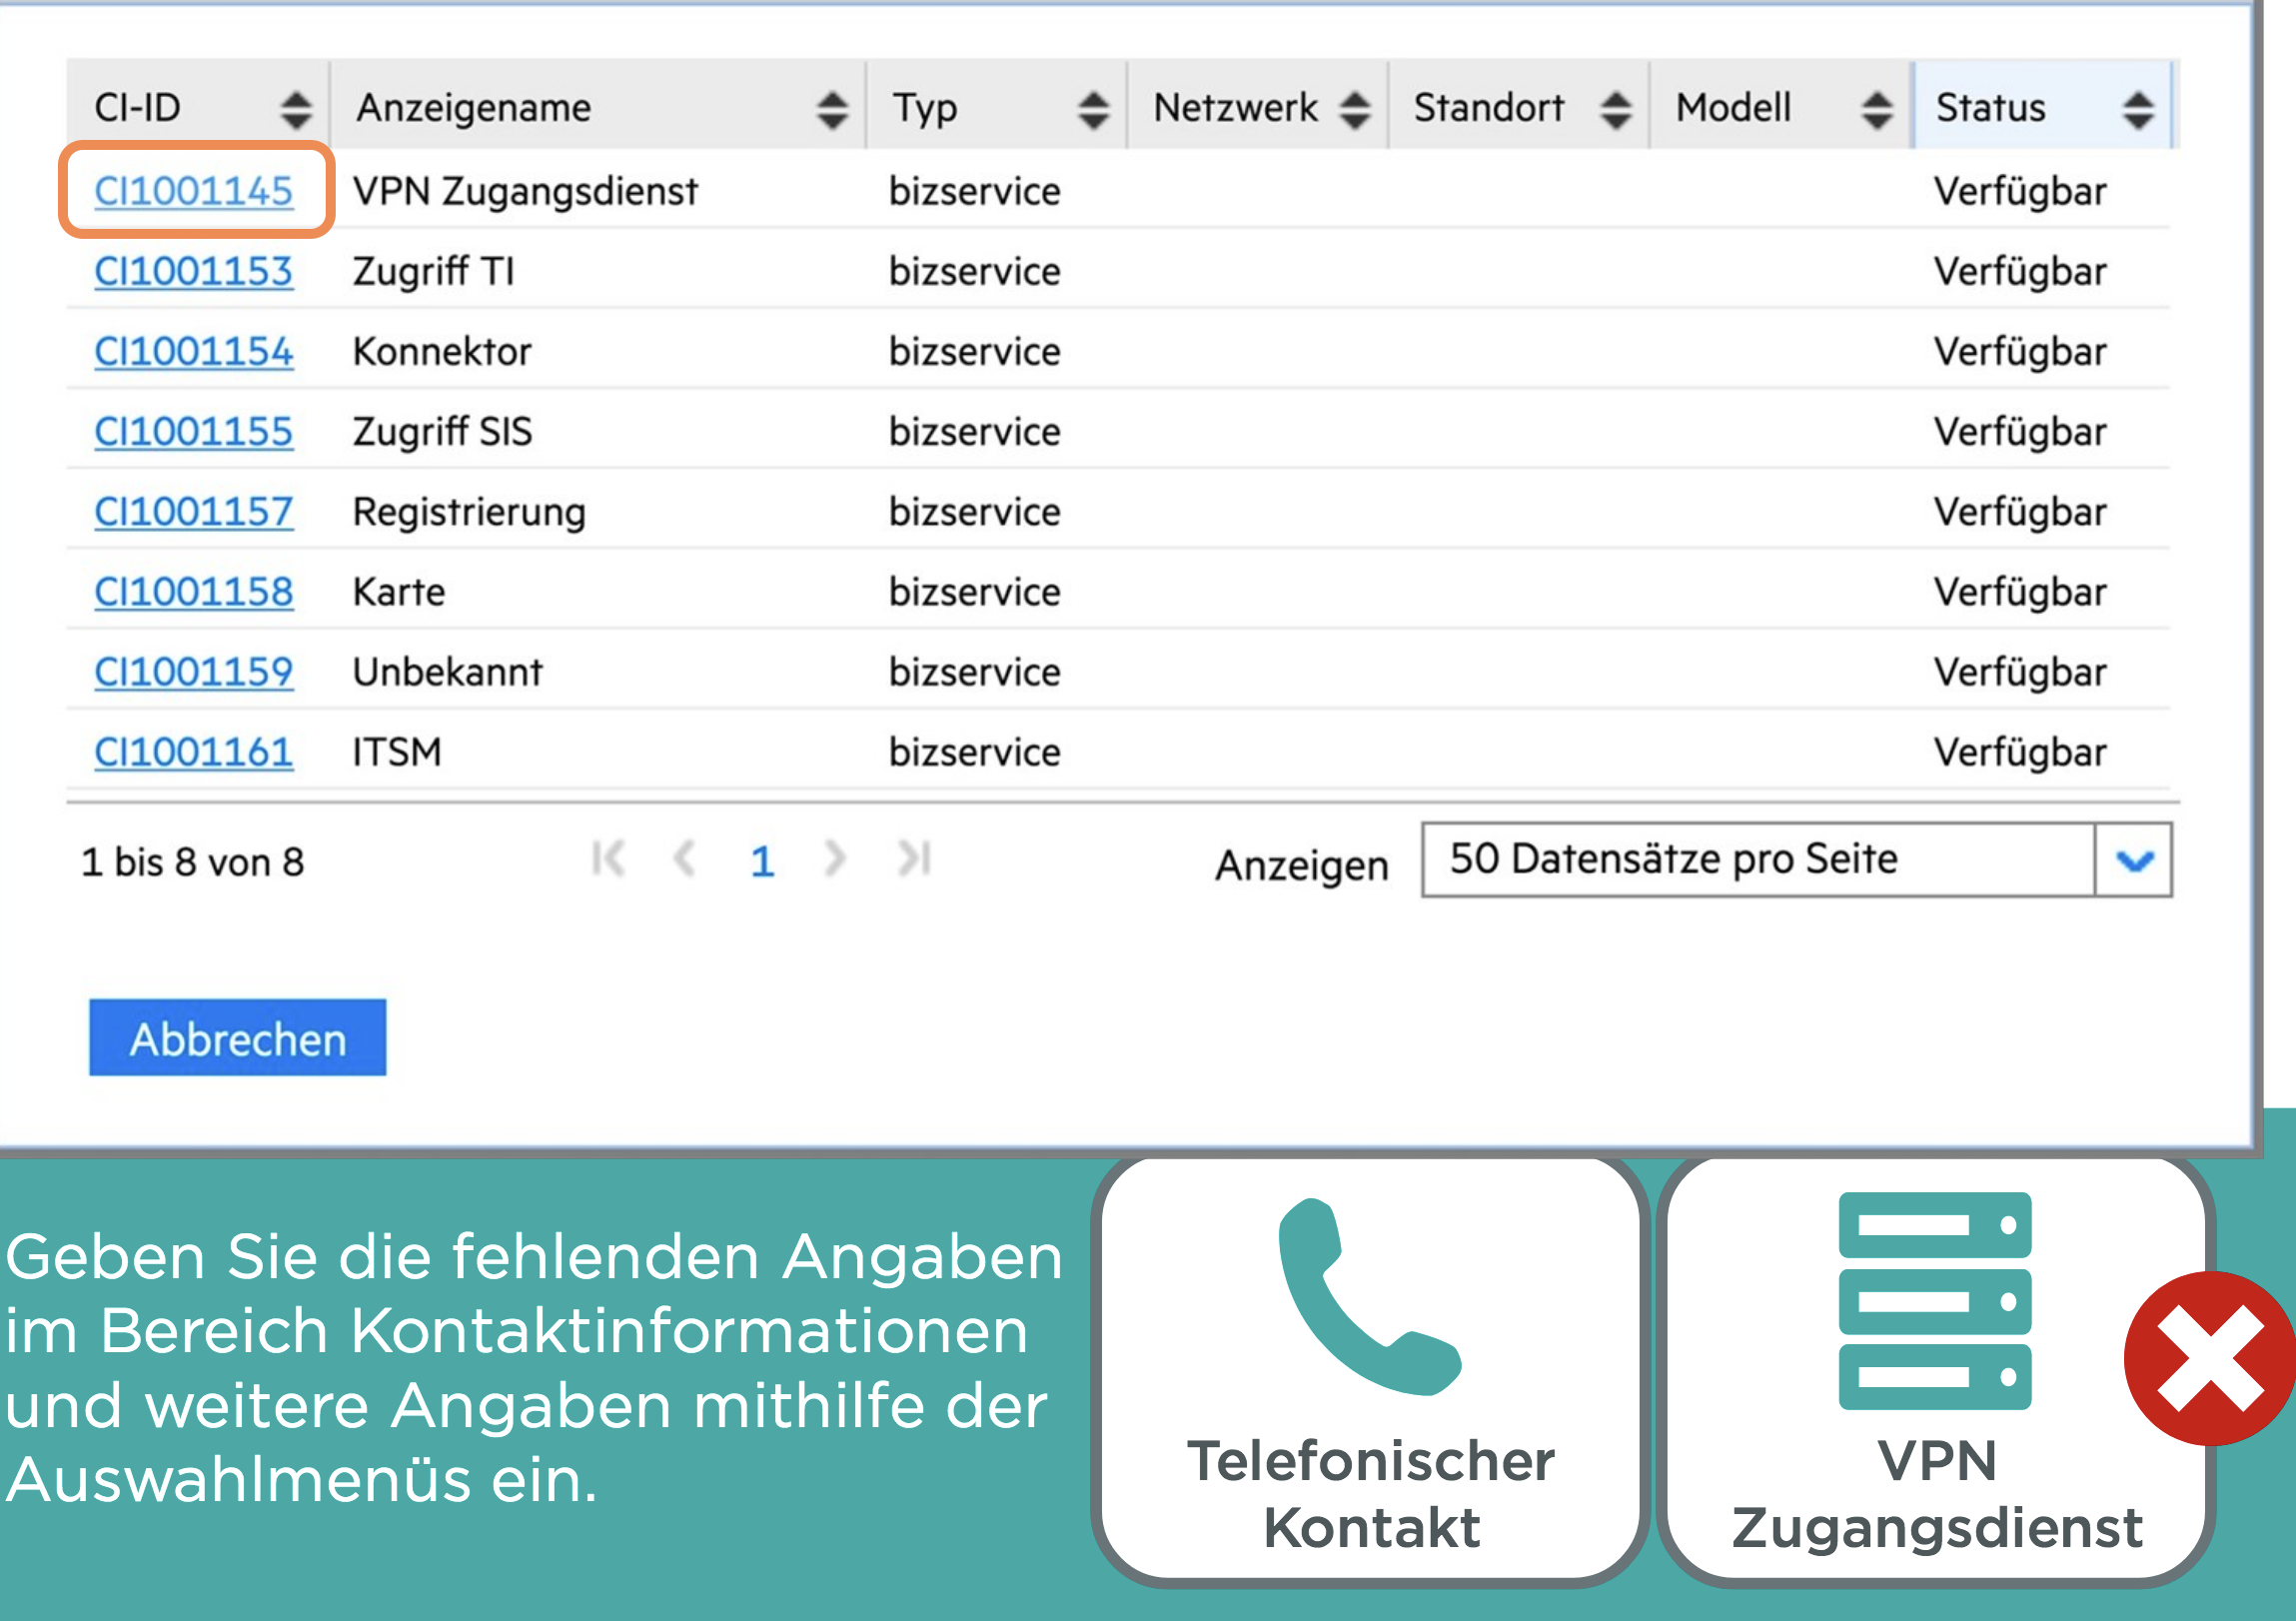 CI-ID Anzeigename Typ Netzwerk Standort Modell Status
CI1001145 VPN Zugangsdienst bizservice Verfügbar
CI1001153 Zugriff TI bizservice Verfügbar
CI1001154 Konnektor bizservice Verfügbar
CI1001155 Zugriff SIS bizservice Verfügbar
CI1001157 Registrierung bizservice Verfügbar
CI1001158 Karte bizservice Verfügbar
CI1001159 Unbekannt bizservice Verfügbar
CI1001161 ITSM bizservice Verfügbar
1 bis 8 von 8 1 Anzeigen 50 Datensätze pro Seite
Abbrechen
Geben Sie die fehlenden Angaben
im Bereich Kontaktinformationen
und weitere Angaben mithilfe der
Auswahlmenüs ein.
Telefonischer
Kontakt
VPN
Zugangsdienst